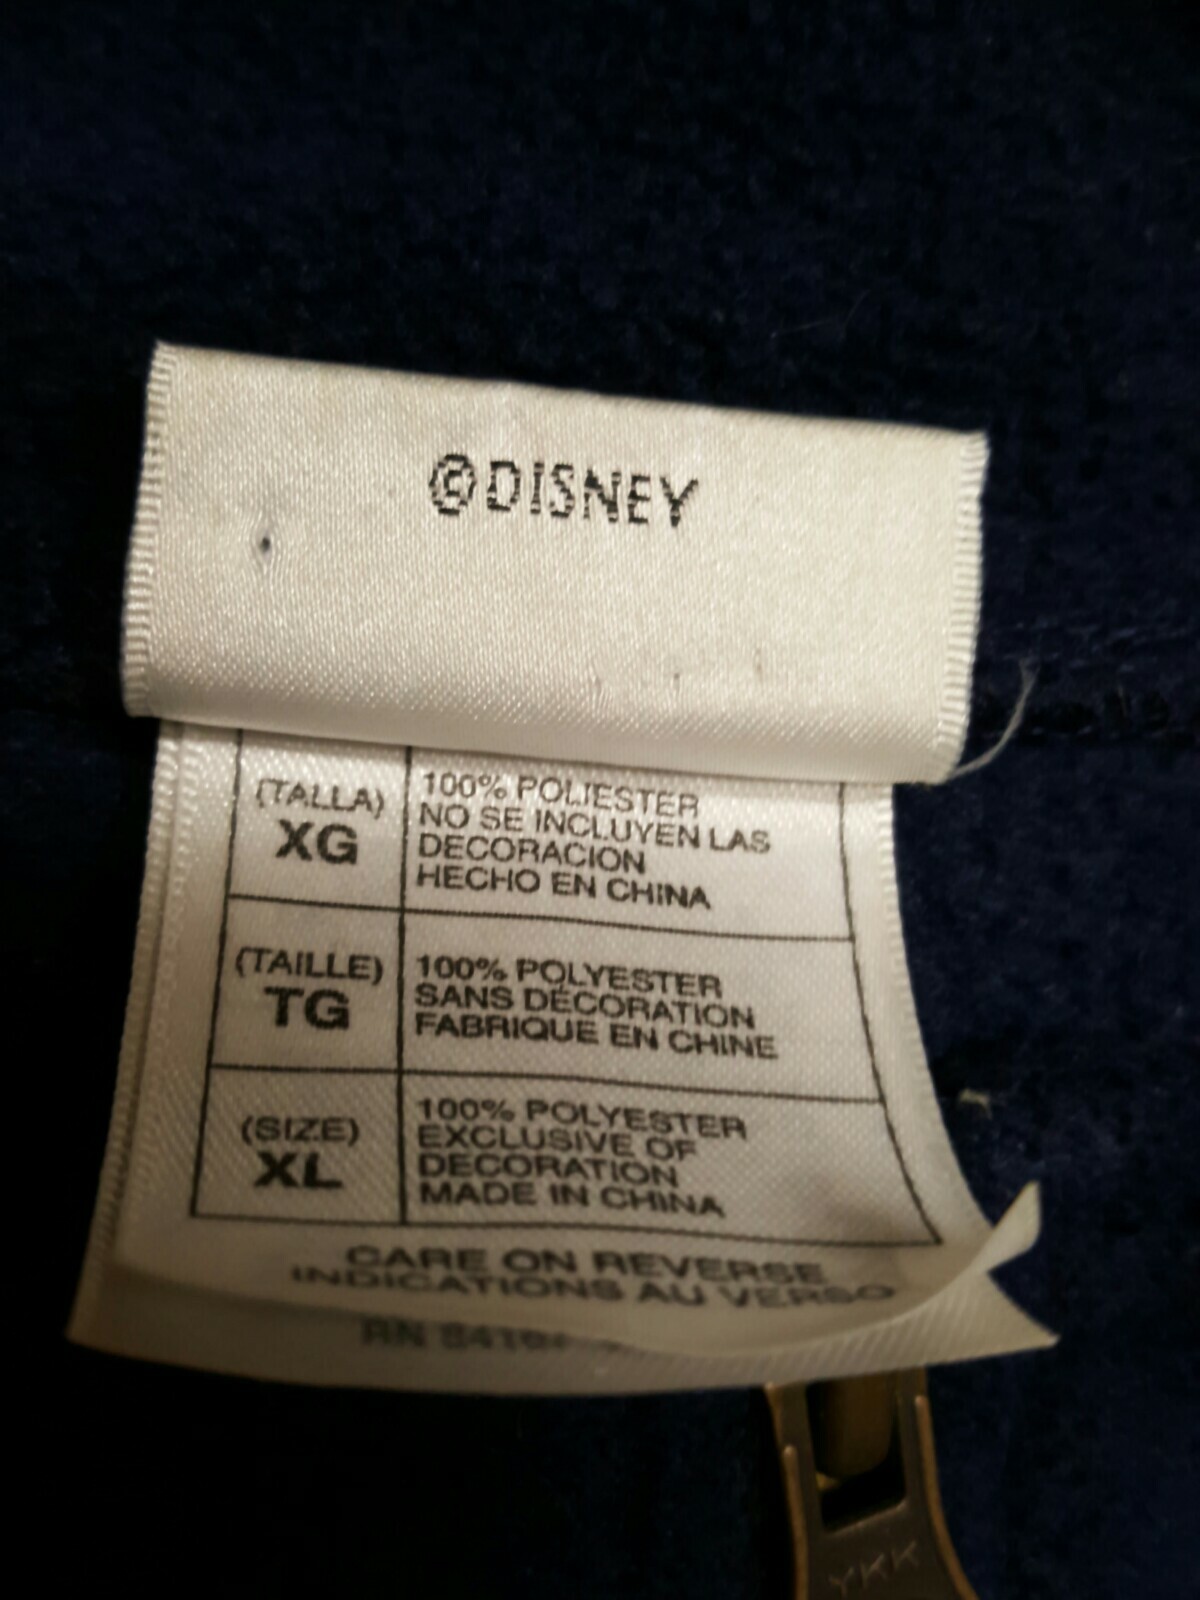 ©DISNEY
(TALLA)
XG
100% POLIESTER
NO SE INCLUYEN LAS
DECORACION
HECHO EN CHINA
(TAILLE)
TG
100% POLYESTER
SANS DÉCORATION
FABRIQUE EN CHINE
(SIZE)
XL
100% POLYESTER
EXCLUSIVE OF
DECORATION
MADE IN CHINA
CARE ON REVERSE
INDICATIONS AU VERSO
RN
YKK